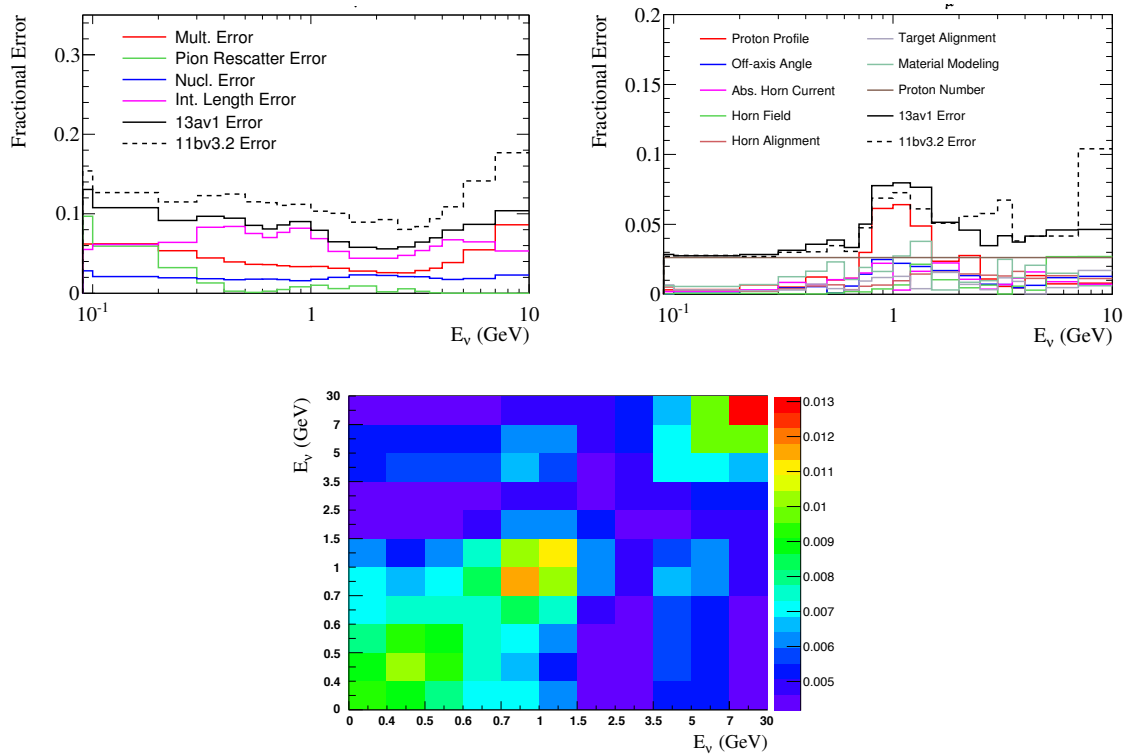 Fractional Error
0.3
0.2
0.1
0
Mult. Error
Pion Rescatter Error
Nucl. Error
Int. Length Error
13av1 Error
11bv3.2 Error
10⁻¹
1
10
Eν (GeV)
μ
Fractional Error
0.2
0.15
0.1
0.05
0
Proton Profile
Off-axis Angle
Abs. Horn Current
Horn Field
Horn Alignment
Target Alignment
Material Modeling
Proton Number
13av1 Error
11bv3.2 Error
10⁻¹
1
10
Eν (GeV)
Eν (GeV)
30
7
5
3.5
2.5
1.5
1
0.7
0.6
0.5
0.4
0
0 0.4 0.5 0.6 0.7 1 1.5 2.5 3.5 5 7 30
Eν (GeV)
0.013
0.012
0.011
0.01
0.009
0.008
0.007
0.006
0.005